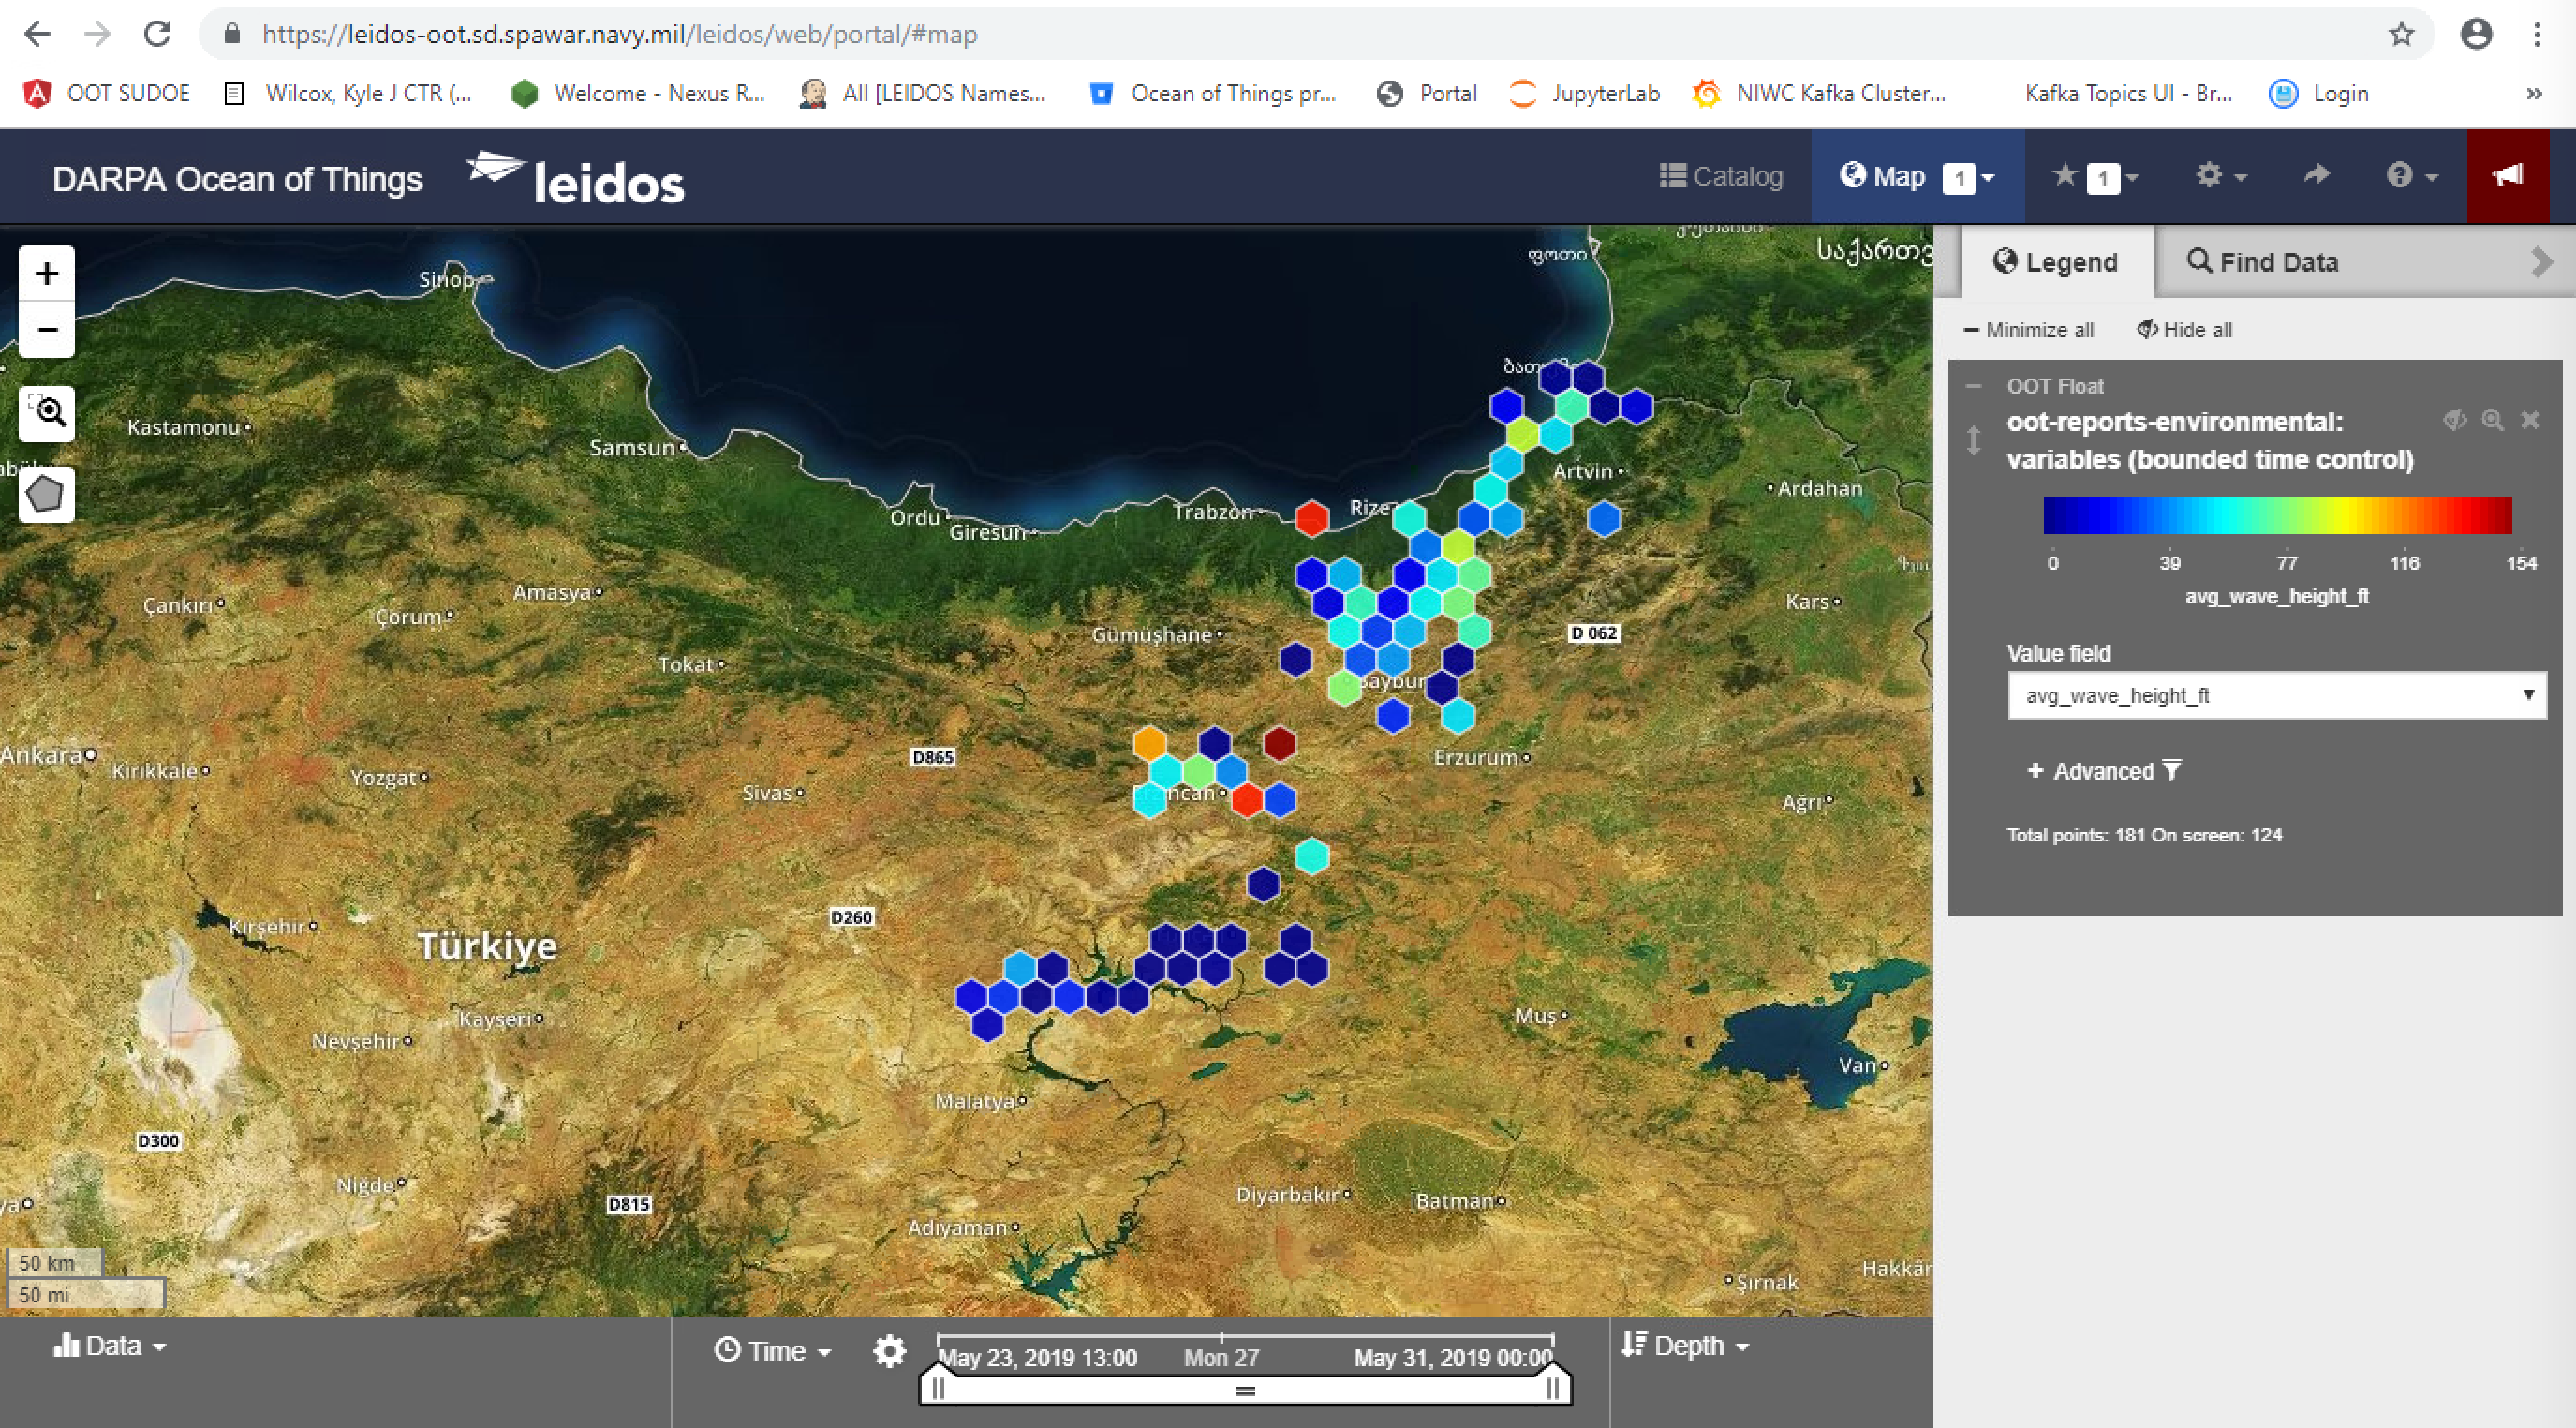 https://leidos-oot.sd.spawar.navy.mil/leidos/web/portal/#map
OOT SUDOE
Wilcox, Kyle J CTR (...
Welcome - Nexus R...
All [LEIDOS Names...
Ocean of Things pr...
Portal
JupyterLab
NIWC Kafka Cluster...
Kafka Topics UI - Br...
Login
»
DARPA Ocean of Things
leidos
Catalog
Map 1
1
Legend
Find Data
Minimize all
Hide all
OOT Float
oot-reports-environmental:
variables (bounded time control)
0 39 77 116 154
avg_wave_height_ft
Value field
avg_wave_height_ft
+ Advanced
Total points: 181 On screen: 124
+
−
ფოთი
საქართვ
Sinop
Kastamonu
Samsun
Artvin
Ardahan
Ordu
Giresun
Trabzon
Rize
Çankırı
Çorum
Amasya
Kars
Gümüşhane
D 062
Tokat
Ankara
Kırıkkale
Yozgat
D865
Sivas
Erzurum
Ağrı
Kırşehir
Türkiye
D260
Kayseri
Nevşehir
Muş
Van
Malatya
D300
Niğde
D815
Diyarbakır
Batman
Adıyaman
Şırnak
Hakkâr
50 km
50 mi
Data
Time
May 23, 2019 13:00
Mon 27
May 31, 2019 00:00
Depth